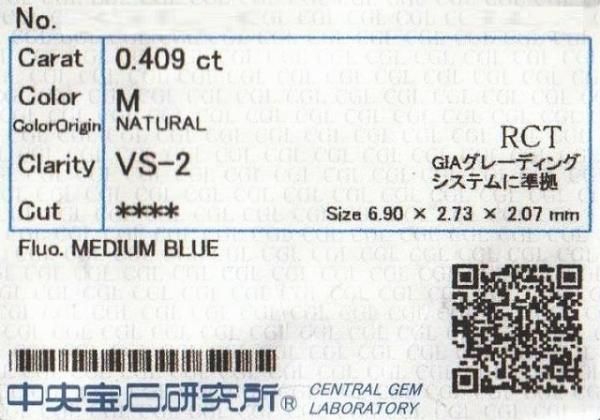 No.
Carat 0.409 ct
Color M
ColorOrigin NATURAL
RCT
Clarity VS-2
GIAグレーディング
システムに準拠
Cut ****
Size 6.90 × 2.73 × 2.07 mm
Fluo. MEDIUM BLUE
中央宝石研究所® CENTRAL GEM
LABORATORY